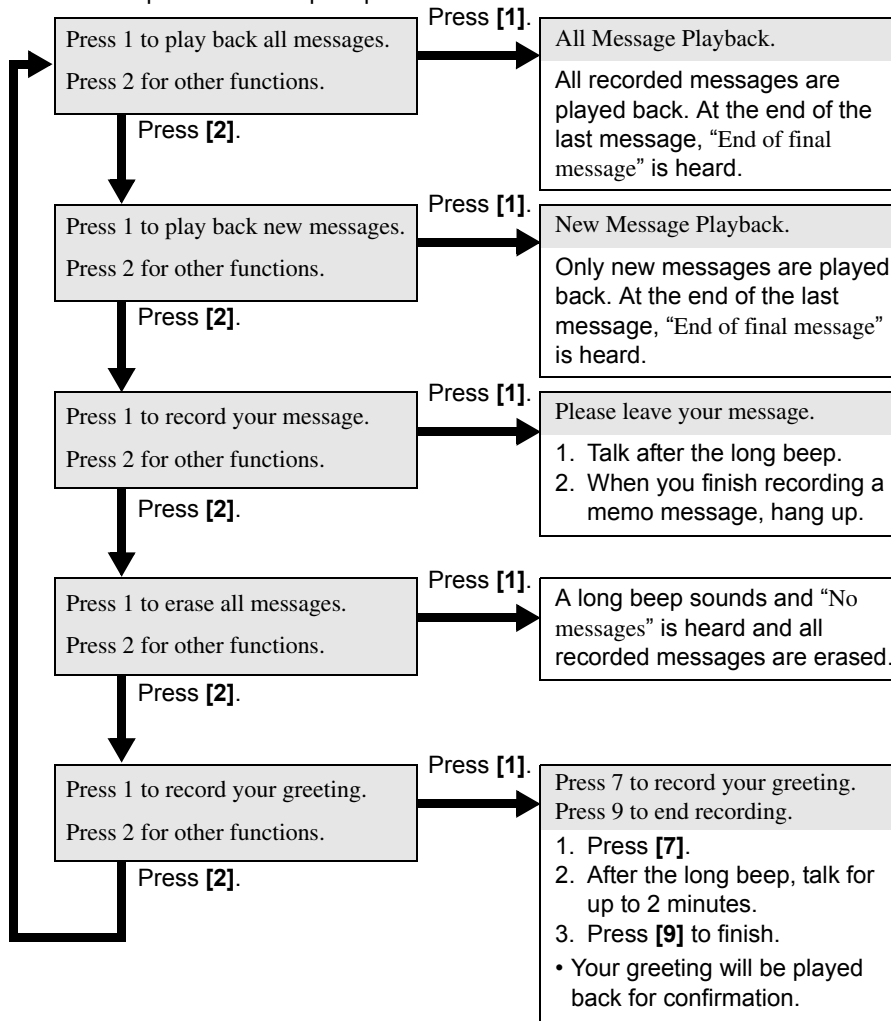 Press [1].
Press 1 to play back all messages.
Press 2 for other functions.
All Message Playback.
All recorded messages are
played back. At the end of the
last message, “End of final
message” is heard.
Press [2].
Press [1].
Press 1 to play back new messages.
Press 2 for other functions.
New Message Playback.
Only new messages are played
back. At the end of the last
message, “End of final message”
is heard.
Press [2].
Press [1].
Press 1 to record your message.
Press 2 for other functions.
Please leave your message.
1. Talk after the long beep.
2. When you finish recording a
memo message, hang up.
Press [2].
Press [1].
Press 1 to erase all messages.
Press 2 for other functions.
A long beep sounds and “No
messages” is heard and all
recorded messages are erased.
Press [2].
Press [1].
Press 1 to record your greeting.
Press 2 for other functions.
Press 7 to record your greeting.
Press 9 to end recording.
1. Press [7].
2. After the long beep, talk for
up to 2 minutes.
3. Press [9] to finish.
• Your greeting will be played
back for confirmation.
Press [2].